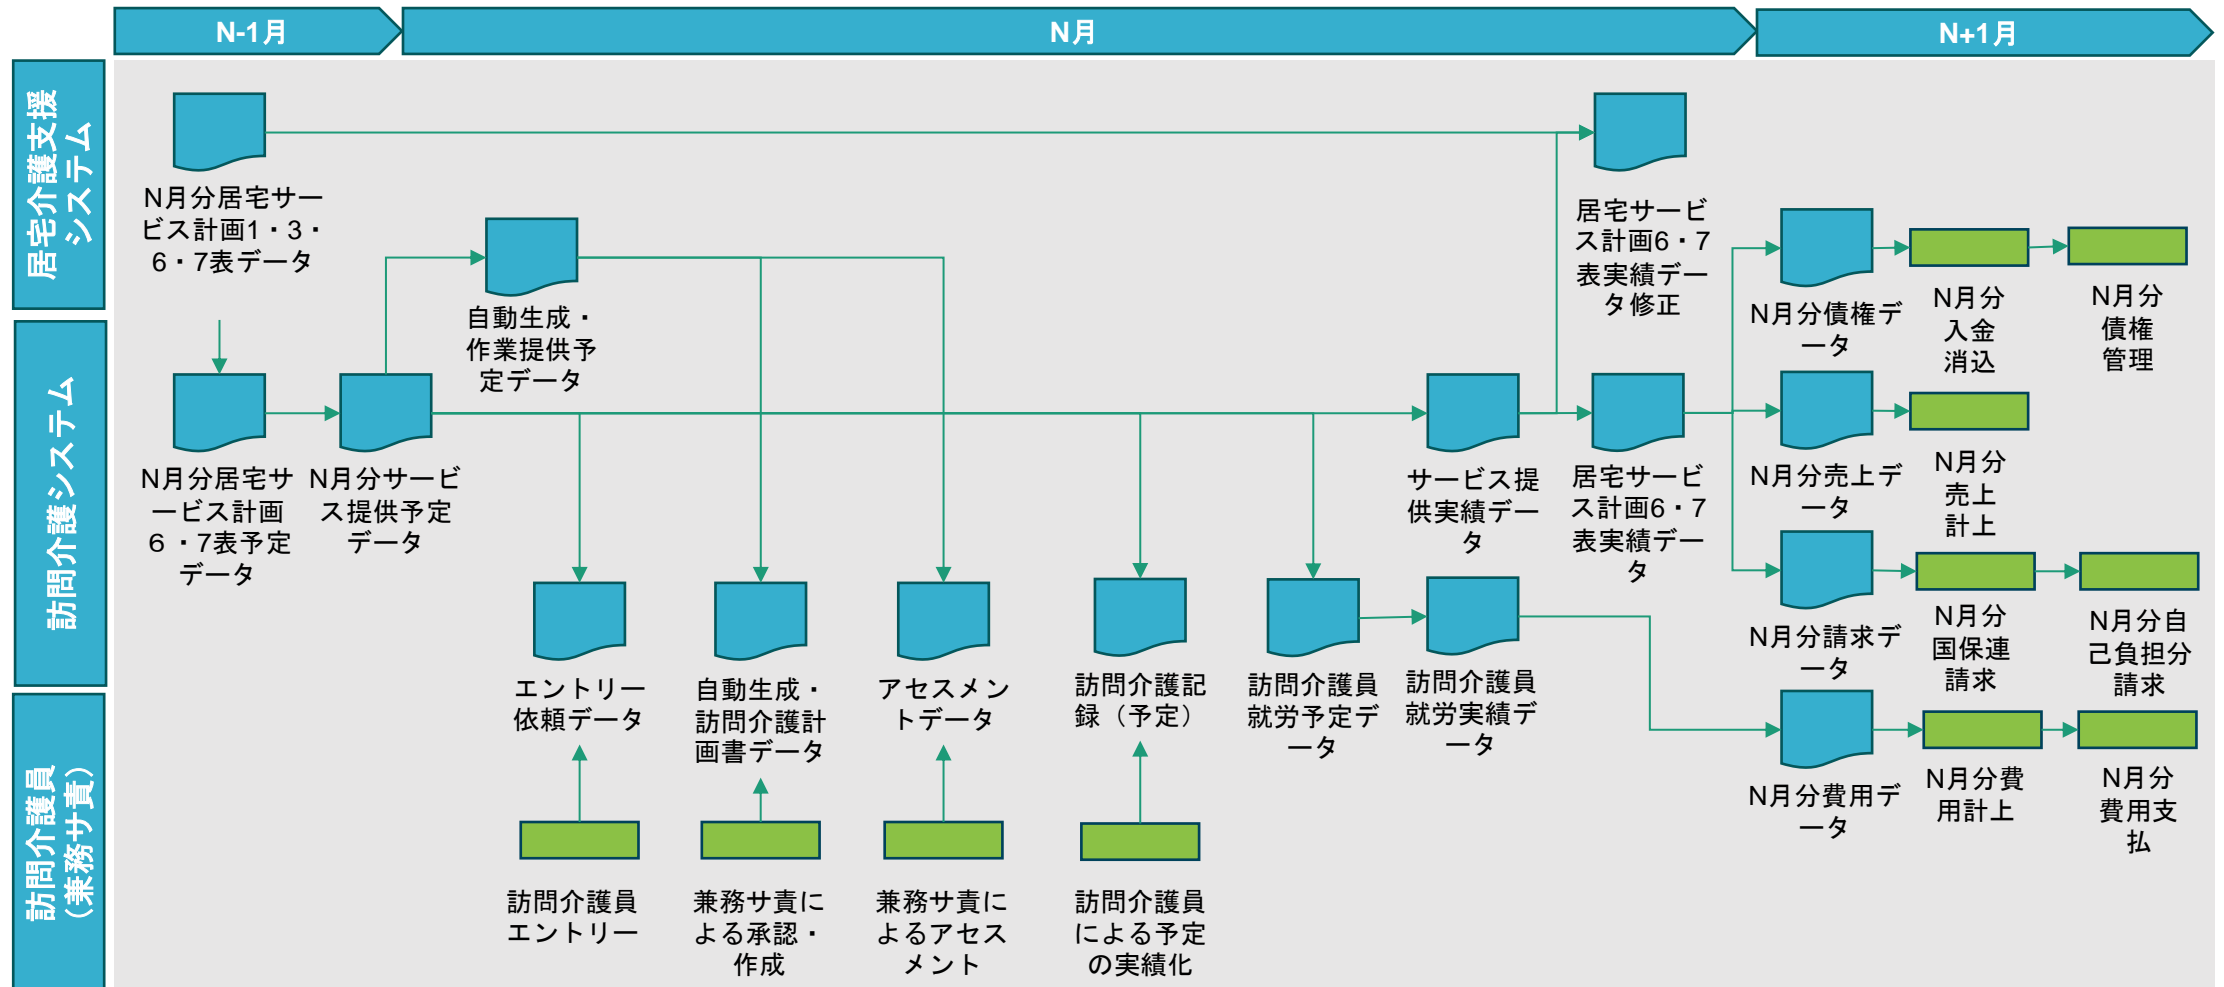 N-1月
N月
N+1月
居宅介護支援
システム
訪問介護システム
訪問介護員
（兼務サ責）
N月分居宅サー
ビス計画1・3・
6・7表データ
自動生成・
作業提供予
定データ
居宅サービ
ス計画6・7
表実績デー
タ修正
N月分債権デ
ータ
N月分
入金
消込
N月分
債権
管理
N月分居宅サ
ービス計画
６・7表予定
データ
N月分サービ
ス提供予定
データ
サービス提
供実績デー
タ
居宅サービ
ス計画6・7
表実績デー
タ
N月分売上デ
ータ
N月分
売上
計上
N月分請求デ
ータ
N月分
国保連
請求
N月分自
己負担分
請求
エントリー
依頼データ
自動生成・
訪問介護計
画書データ
アセスメン
トデータ
訪問介護記
録（予定）
訪問介護員
就労予定デ
ータ
訪問介護員
就労実績デ
ータ
N月分費用デ
ータ
N月分費
用計上
N月分
費用支
払
訪問介護員
エントリー
兼務サ責に
よる承認・
作成
兼務サ責に
よるアセス
メント
訪問介護員
による予定
の実績化